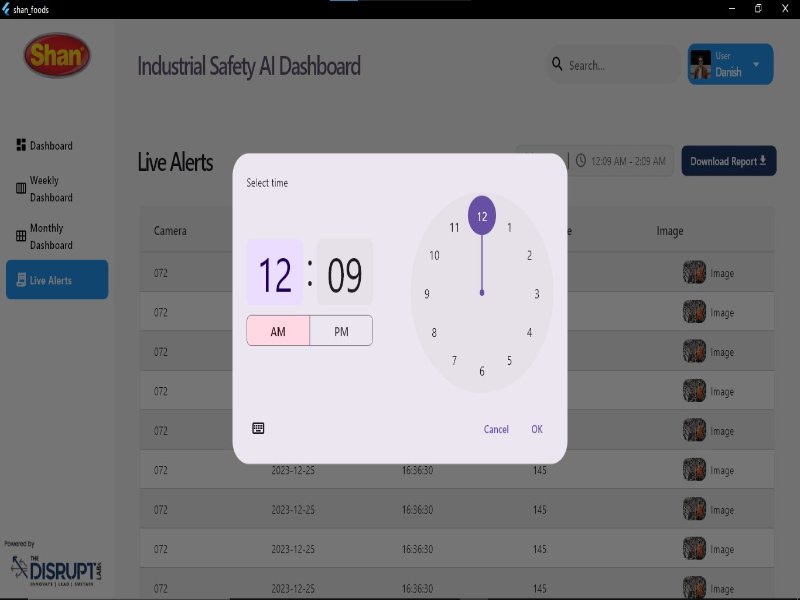 shan_foods
Shan
Industrial Safety AI Dashboard
Search...
User
Danish
Dashboard
Weekly
Dashboard
Monthly
Dashboard
Live Alerts
Live Alerts
12:09 AM - 2:09 AM
Download Report
Select time
12 : 09
AM PM
12
1
2
3
4
5
6
7
8
9
10
11
Cancel OK
Camera Image
072 Image
072 Image
072 Image
072 Image
072 Image
072 2023-12-25 16:36:30 145 Image
072 2023-12-25 16:36:30 145 Image
072 2023-12-25 16:36:30 145 Image
072 2023-12-25 16:36:30 145 Image
Powered by
THE
DISRUPT LABS
INNOVATE | LEAD | SUSTAIN